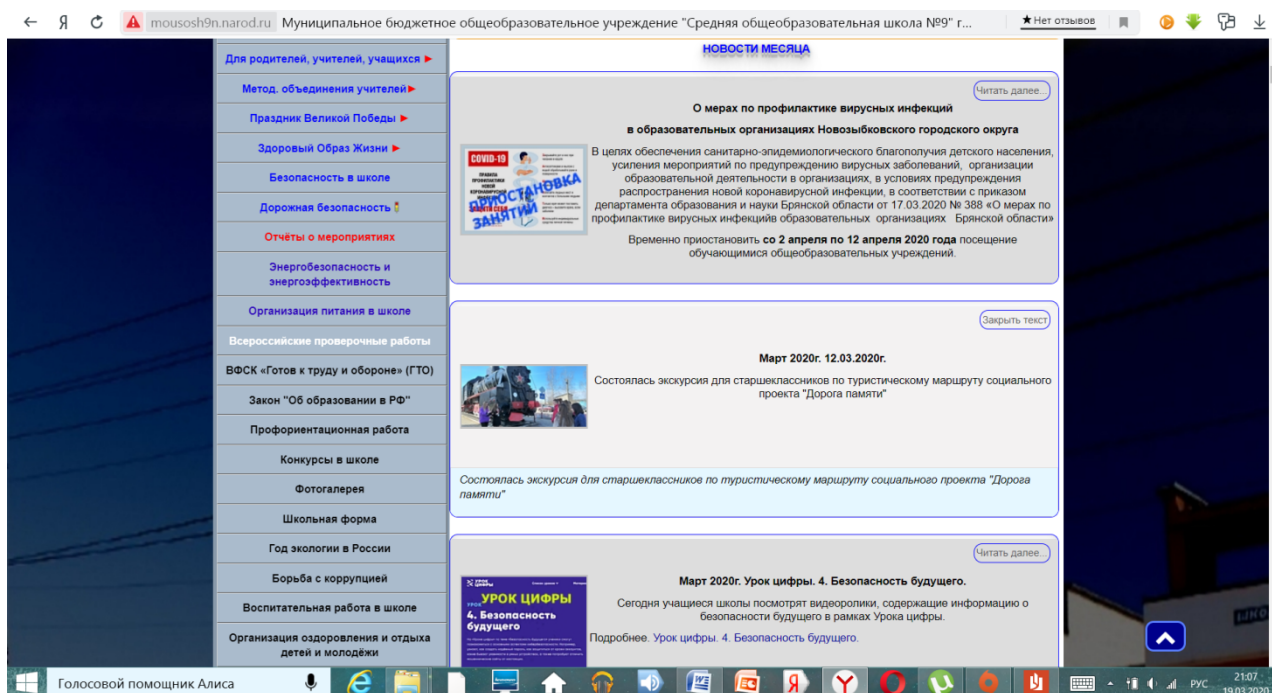 mousosh9n.narod.ru Муниципальное бюджетное общеобразовательное учреждение "Средняя общеобразовательная школа №9" г...
★Нет отзывов
Для родителей, учителей, учащихся ►
Метод. объединения учителей►
Праздник Великой Победы ►
Здоровый Образ Жизни ►
Безопасность в школе
Дорожная безопасность
Отчёты о мероприятиях
Энергобезопасность и
энергоэффективность
Организация питания в школе
Всероссийские проверочные работы
ВФСК «Готов к труду и обороне» (ГТО)
Закон "Об образовании в РФ"
Профориентационная работа
Конкурсы в школе
Фотогалерея
Школьная форма
Год экологии в России
Борьба с коррупцией
Воспитательная работа в школе
Организация оздоровления и отдыха
детей и молодёжи
НОВОСТИ МЕСЯЦА
Читать далее...
О мерах по профилактике вирусных инфекций
в образовательных организациях Новозыбковского городского округа
COVID-19
ПРИОСТАНОВКА
ЗАНЯТИЙ
В целях обеспечения санитарно-эпидемиологического благополучия детского населения,
усиления мероприятий по предупреждению вирусных заболеваний, организации
образовательной деятельности в организациях, в условиях предупреждения
распространения новой коронавирусной инфекции, в соответствии с приказом
департамента образования и науки Брянской области от 17.03.2020 № 388 «О мерах по
профилактике вирусных инфекцийв образовательных организациях Брянской области»
Временно приостановить со 2 апреля по 12 апреля 2020 года посещение
обучающимися общеобразовательных учреждений.
Закрыть текст
Март 2020г. 12.03.2020г.
Состоялась экскурсия для старшеклассников по туристическому маршруту социального
проекта "Дорога памяти"
Состоялась экскурсия для старшеклассников по туристическому маршруту социального проекта "Дорога
памяти"
Читать далее...
Март 2020г. Урок цифры. 4. Безопасность будущего.
УРОК ЦИФРЫ
4. Безопасность
будущего
Сегодня учащиеся школы посмотрят видеоролики, содержащие информацию о
безопасности будущего в рамках Урока цифры.
Подробнее. Урок цифры. 4. Безопасность будущего.
Голосовой помощник Алиса
РУС
21:07
19.03.2020